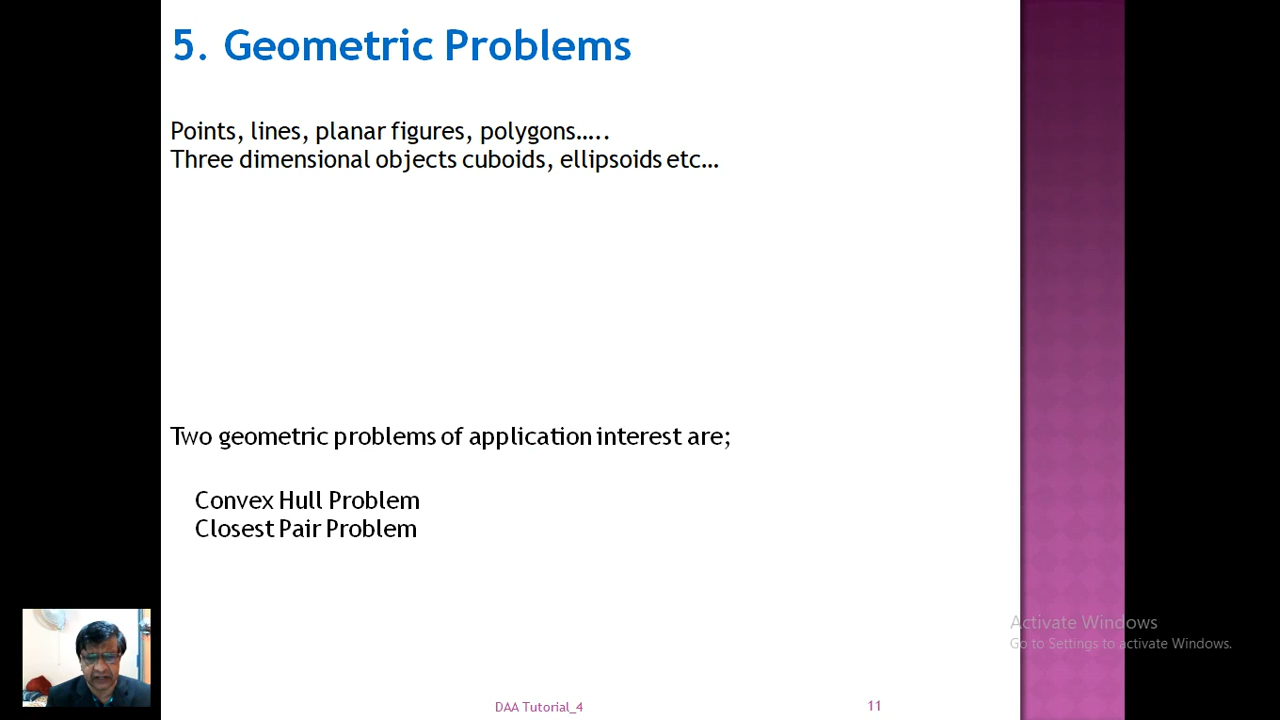 5. Geometric Problems
Points, lines, planar figures, polygons…..
Three dimensional objects cuboids, ellipsoids etc…
Two geometric problems of application interest are;
Convex Hull Problem
Closest Pair Problem
Activate Windows
Go to Settings to activate Windows.
DAA Tutorial_4
11